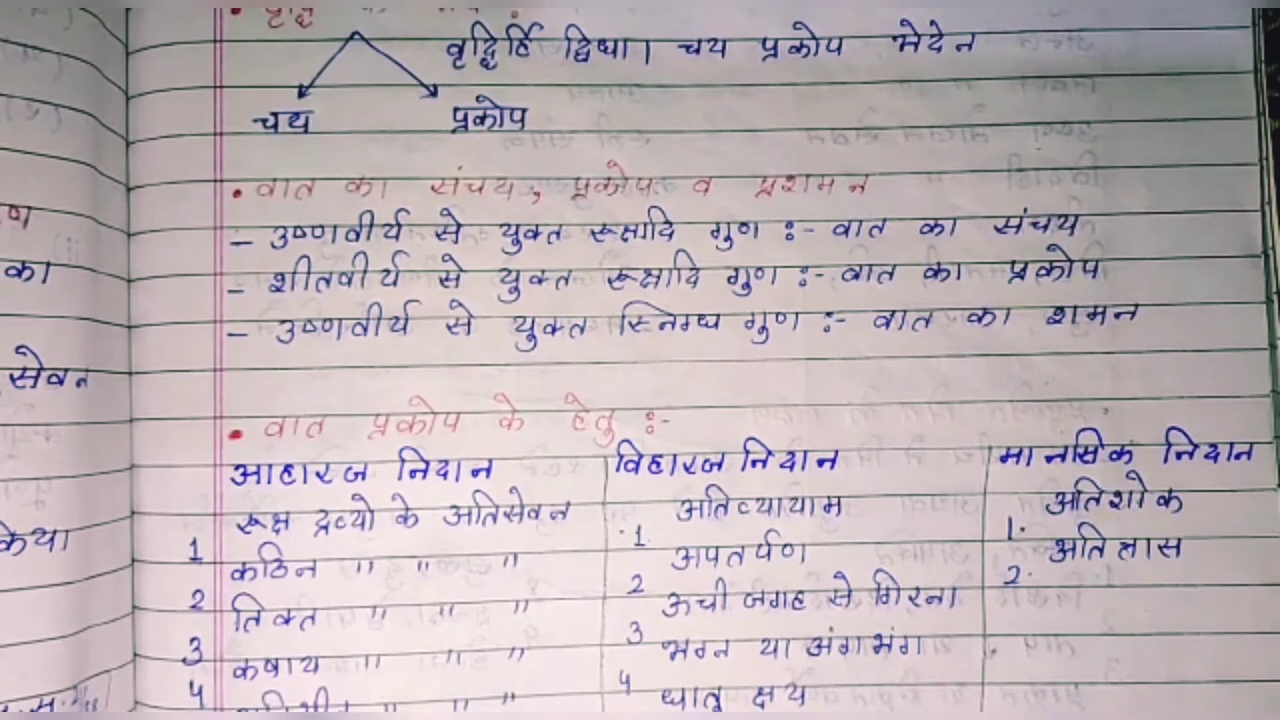 वृद्धिर्हि द्विधा। चय प्रकोप भेदेन
चय प्रकोप
• वात का संचय, प्रकोप व प्रशमन
- उष्णवीर्य से युक्त रूक्षादि गुण :- वात का संचय
- शीतवीर्य से युक्त रूक्षादि गुण :- वात का प्रकोप
- उष्णवीर्य से युक्त स्निग्ध गुण :- वात का शमन
• वात प्रकोप के हेतु :-
आहारज निदान
रूक्ष द्रव्यो के अतिसेवन
1 कठिन " " "
2 तिक्त " " "
3 कषाय " " "
4
विहारज निदान
अतिव्यायाम
1. अपतर्पण
2 ऊची जगह से गिरना
3 भग्न या अंगभंग
4 धातु क्षय
मानसिक निदान
अतिशोक
1. अतित्रास
2.
का
सेवन